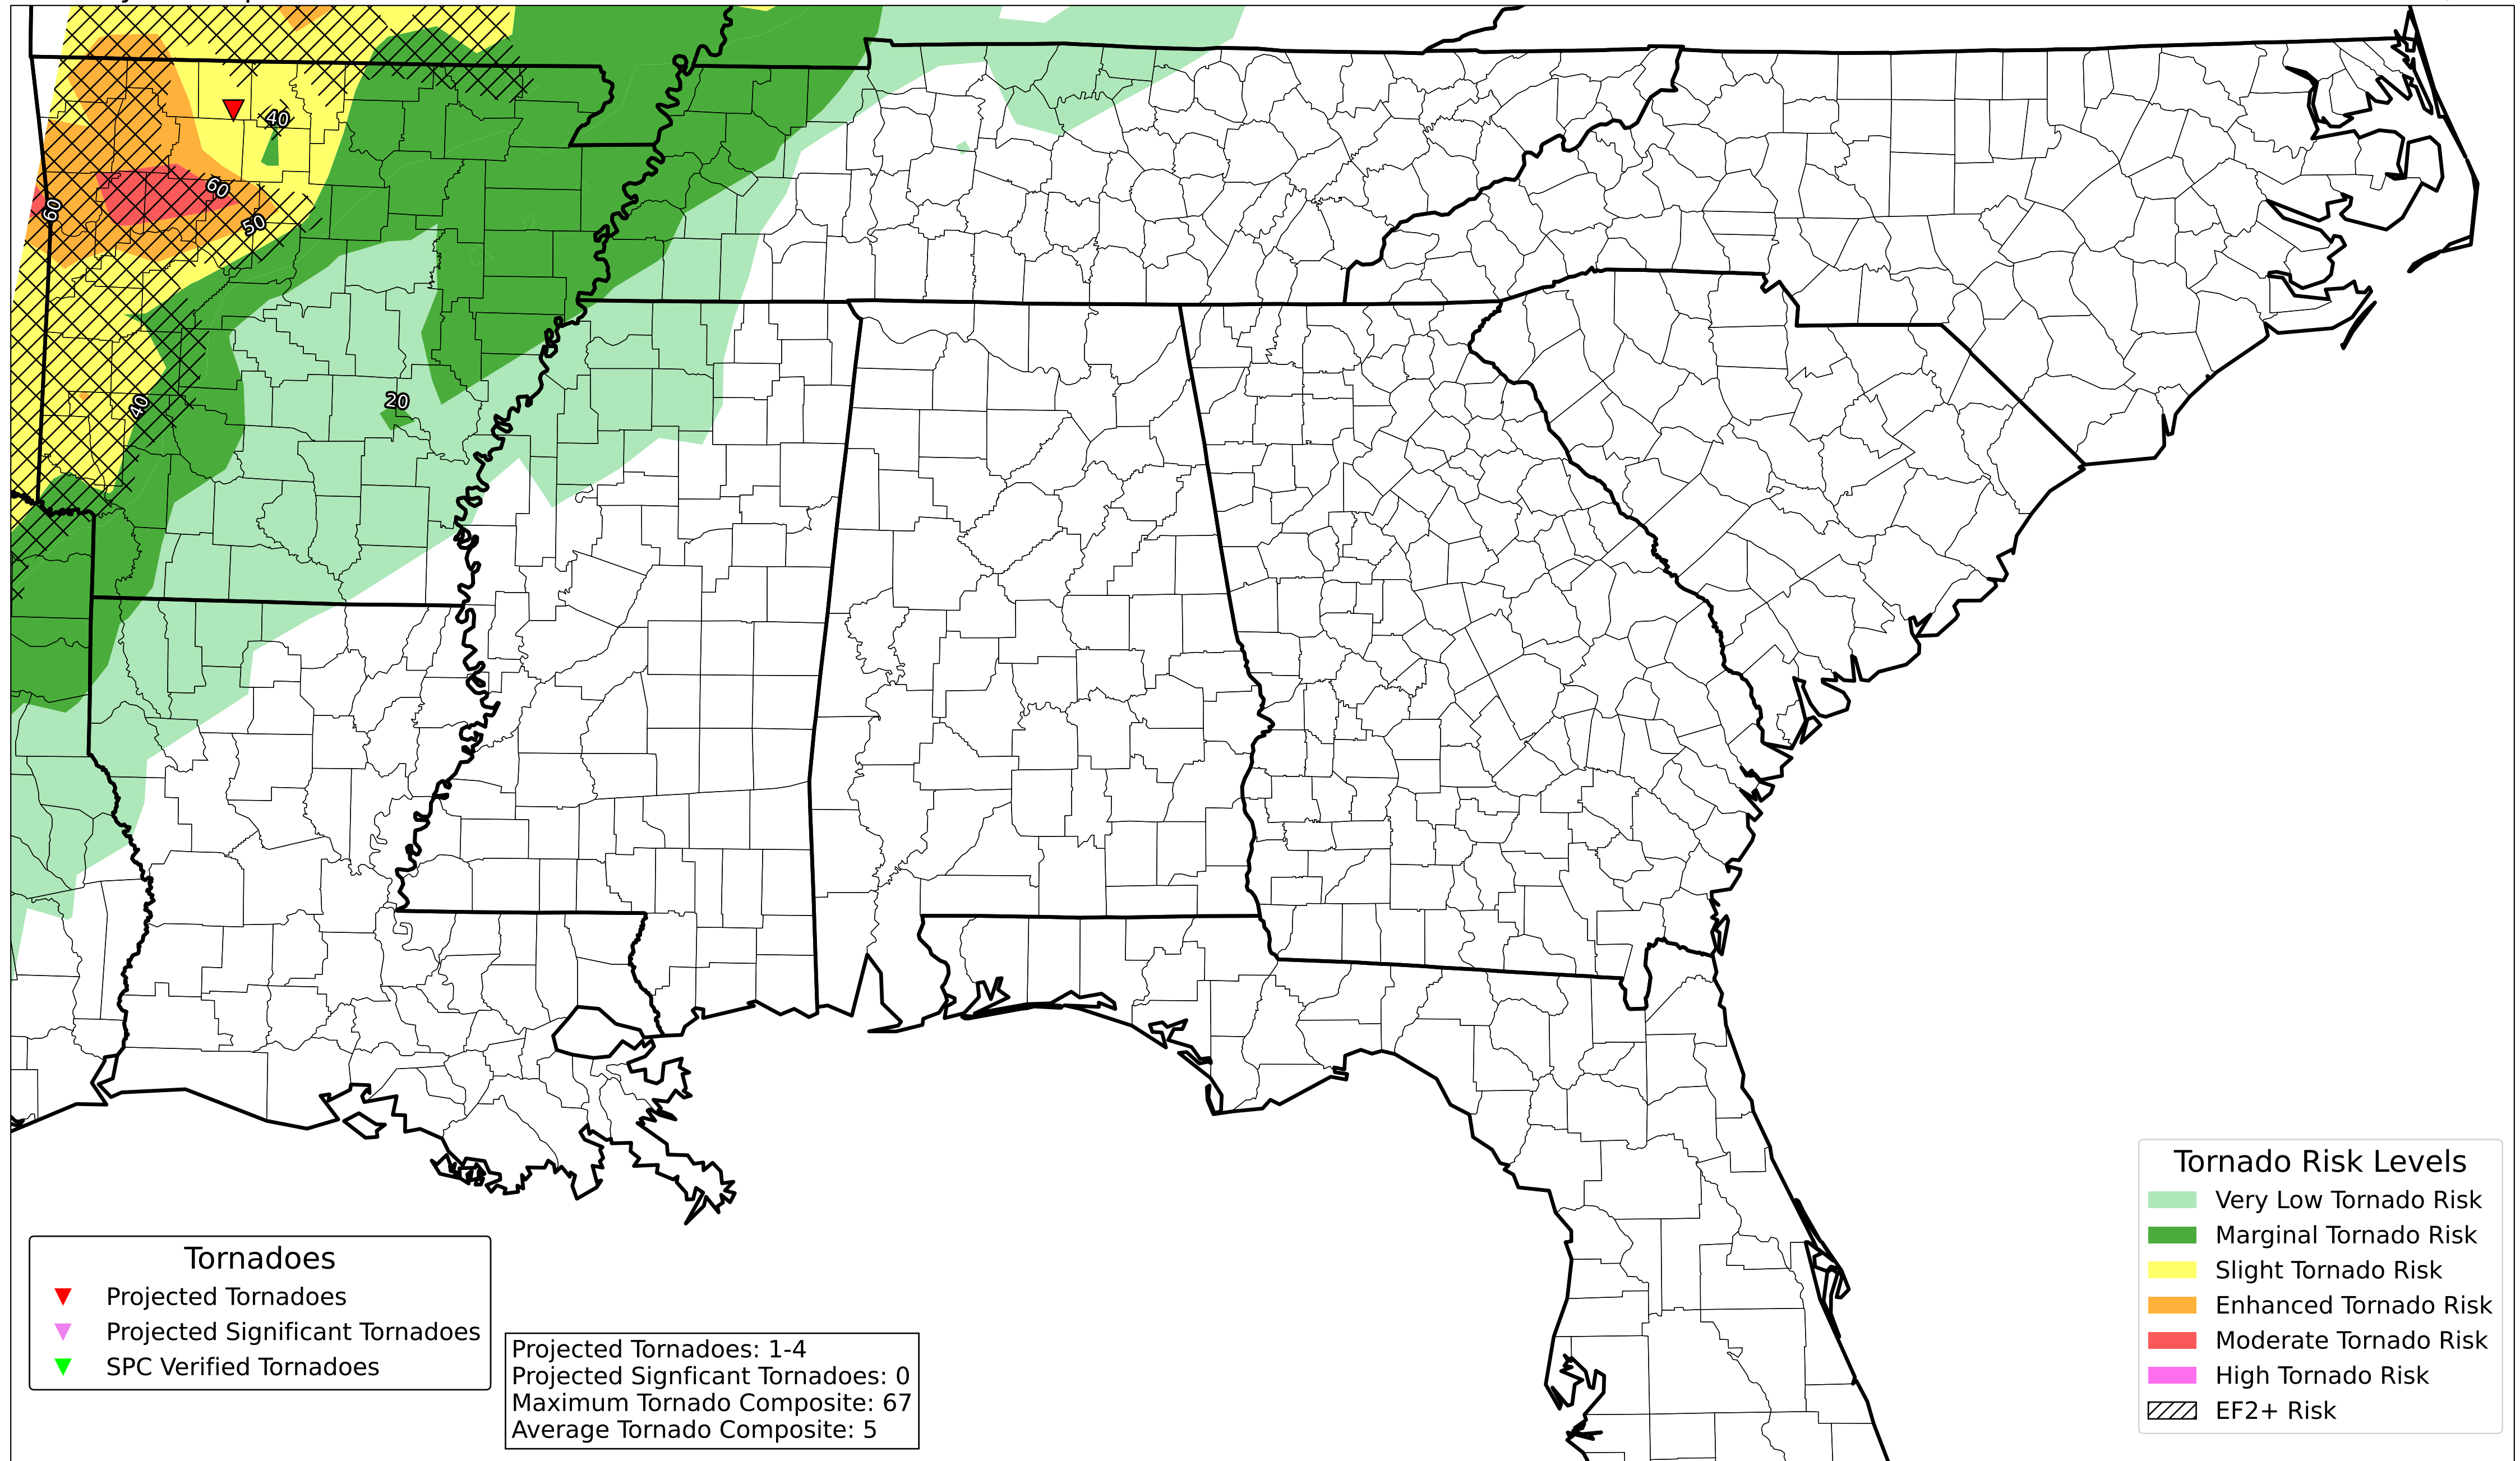 40
60
60
50
40
20
Tornadoes
Projected Tornadoes
Projected Significant Tornadoes
SPC Verified Tornadoes
Projected Tornadoes: 1-4
Projected Signficant Tornadoes: 0
Maximum Tornado Composite: 67
Average Tornado Composite: 5
Tornado Risk Levels
Very Low Tornado Risk
Marginal Tornado Risk
Slight Tornado Risk
Enhanced Tornado Risk
Moderate Tornado Risk
High Tornado Risk
EF2+ Risk